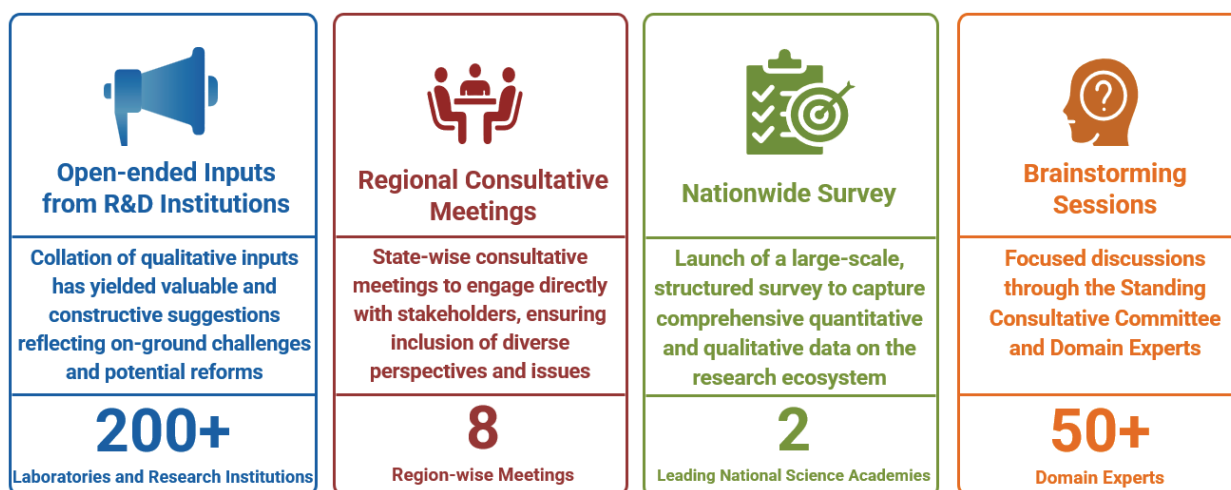 Open-ended Inputs
from R&D Institutions
Collation of qualitative inputs
has yielded valuable and
constructive suggestions
reflecting on-ground challenges
and potential reforms
200+
Laboratories and Research Institutions
Regional Consultative
Meetings
State-wise consultative
meetings to engage directly
with stakeholders, ensuring
inclusion of diverse
perspectives and issues
8
Region-wise Meetings
Nationwide Survey
Launch of a large-scale,
structured survey to capture
comprehensive quantitative
and qualitative data on the
research ecosystem
2
Leading National Science Academies
?
Brainstorming
Sessions
Focused discussions
through the Standing
Consultative Committee
and Domain Experts
50+
Domain Experts